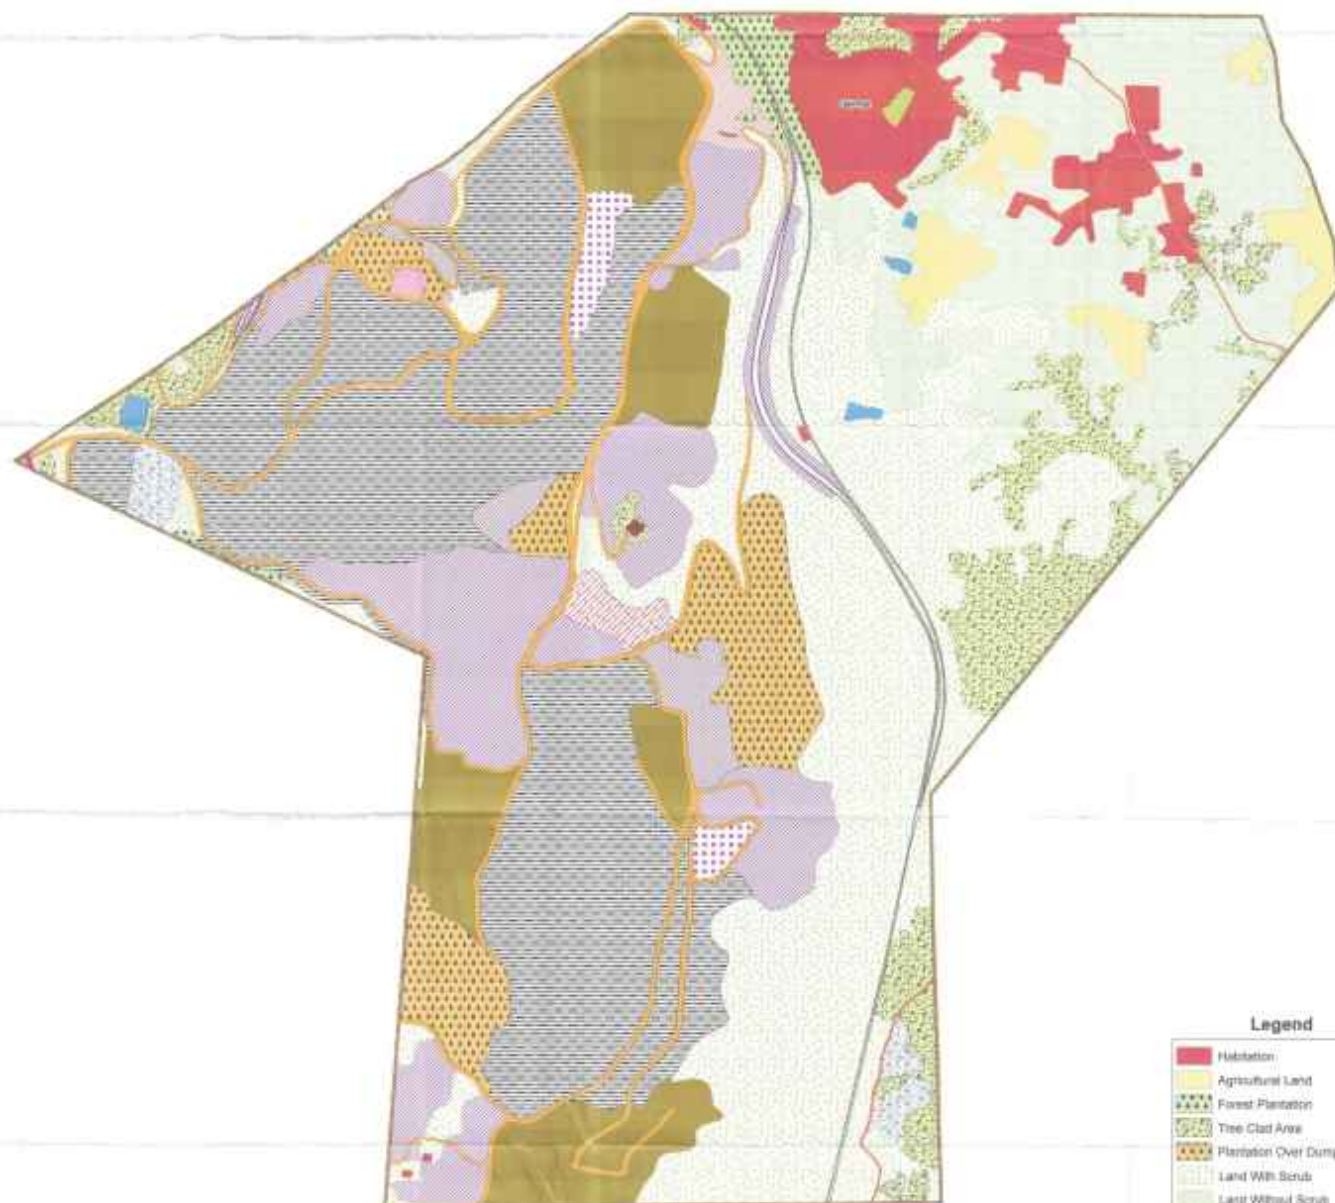 Legend
Habitation
Agricultural Land
Forest Plantation
Tree Clad Area
Plantation Over Dump
Land With Scrub
Land Without Scrub